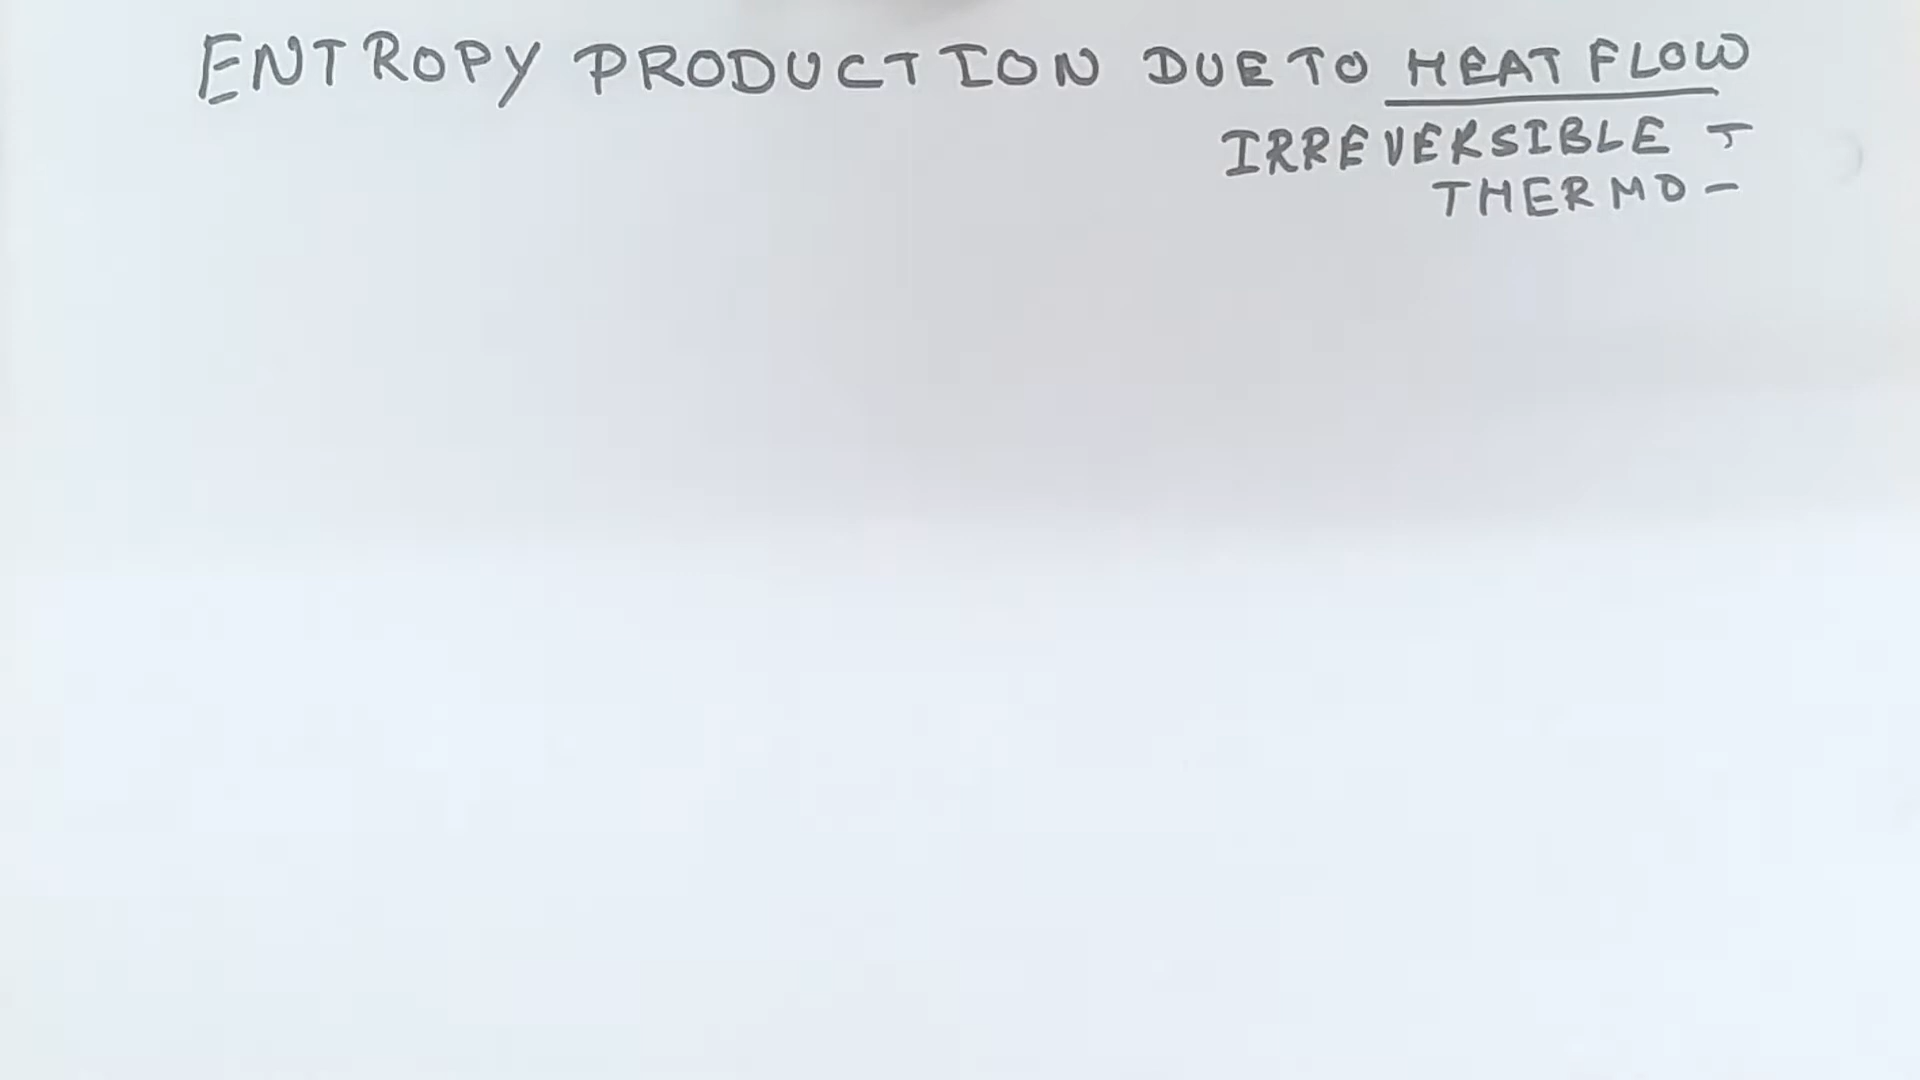 ENTROPY PRODUCTION DUE TO HEAT FLOW
IRREVERSIBLE -
THERMO -